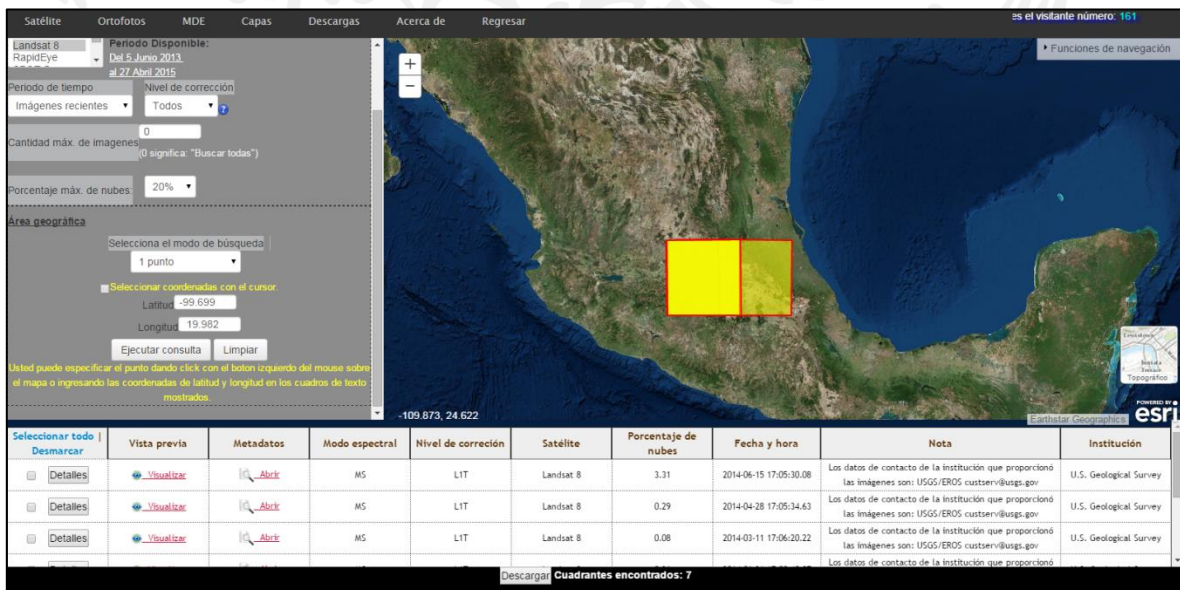 Satélite Ortofotos MDE Capas Descargas Acerca de Regresar es el visitante número: 161
Landsat 8
RapidEye
Periodo Disponible:
Del 5 Junio 2013
al 27 Abril 2015
Periodo de tiempo Nivel de corrección
Imágenes recientes Todos ?
Cantidad máx. de imagenes 0
(0 significa: "Buscar todas")
Porcentaje máx. de nubes: 20%
Área geográfica
Selecciona el modo de búsqueda
1 punto
Seleccionar coordenadas con el cursor.
Latitud -99.699
Longitud 19.982
Ejecutar consulta Limpiar
Usted puede especificar el punto dando click con el boton izquierdo del mouse sobre
el mapa o ingresando las coordenadas de latitud y longitud en los cuadros de texto
mostrados.
+
−
Funciones de navegación
Topográfico
-109.873, 24.622
Earthstar Geographics
POWERED BY
esri
Seleccionar todo | Desmarcar Vista previa Metadatos Modo espectral Nivel de correción Satélite Porcentaje de nubes Fecha y hora Nota Institución
Detalles Visualizar Abrir MS L1T Landsat 8 3.31 2014-06-15 17:05:30.08 Los datos de contacto de la institución que proporcionó las imágenes son: USGS/EROS custserv@usgs.gov U.S. Geological Survey
Detalles Visualizar Abrir MS L1T Landsat 8 0.29 2014-04-28 17:05:34.63 Los datos de contacto de la institución que proporcionó las imágenes son: USGS/EROS custserv@usgs.gov U.S. Geological Survey
Detalles Visualizar Abrir MS L1T Landsat 8 0.08 2014-03-11 17:06:20.22 Los datos de contacto de la institución que proporcionó las imágenes son: USGS/EROS custserv@usgs.gov U.S. Geological Survey
Los datos de contacto de la institución que proporcionó
Descargar Cuadrantes encontrados: 7